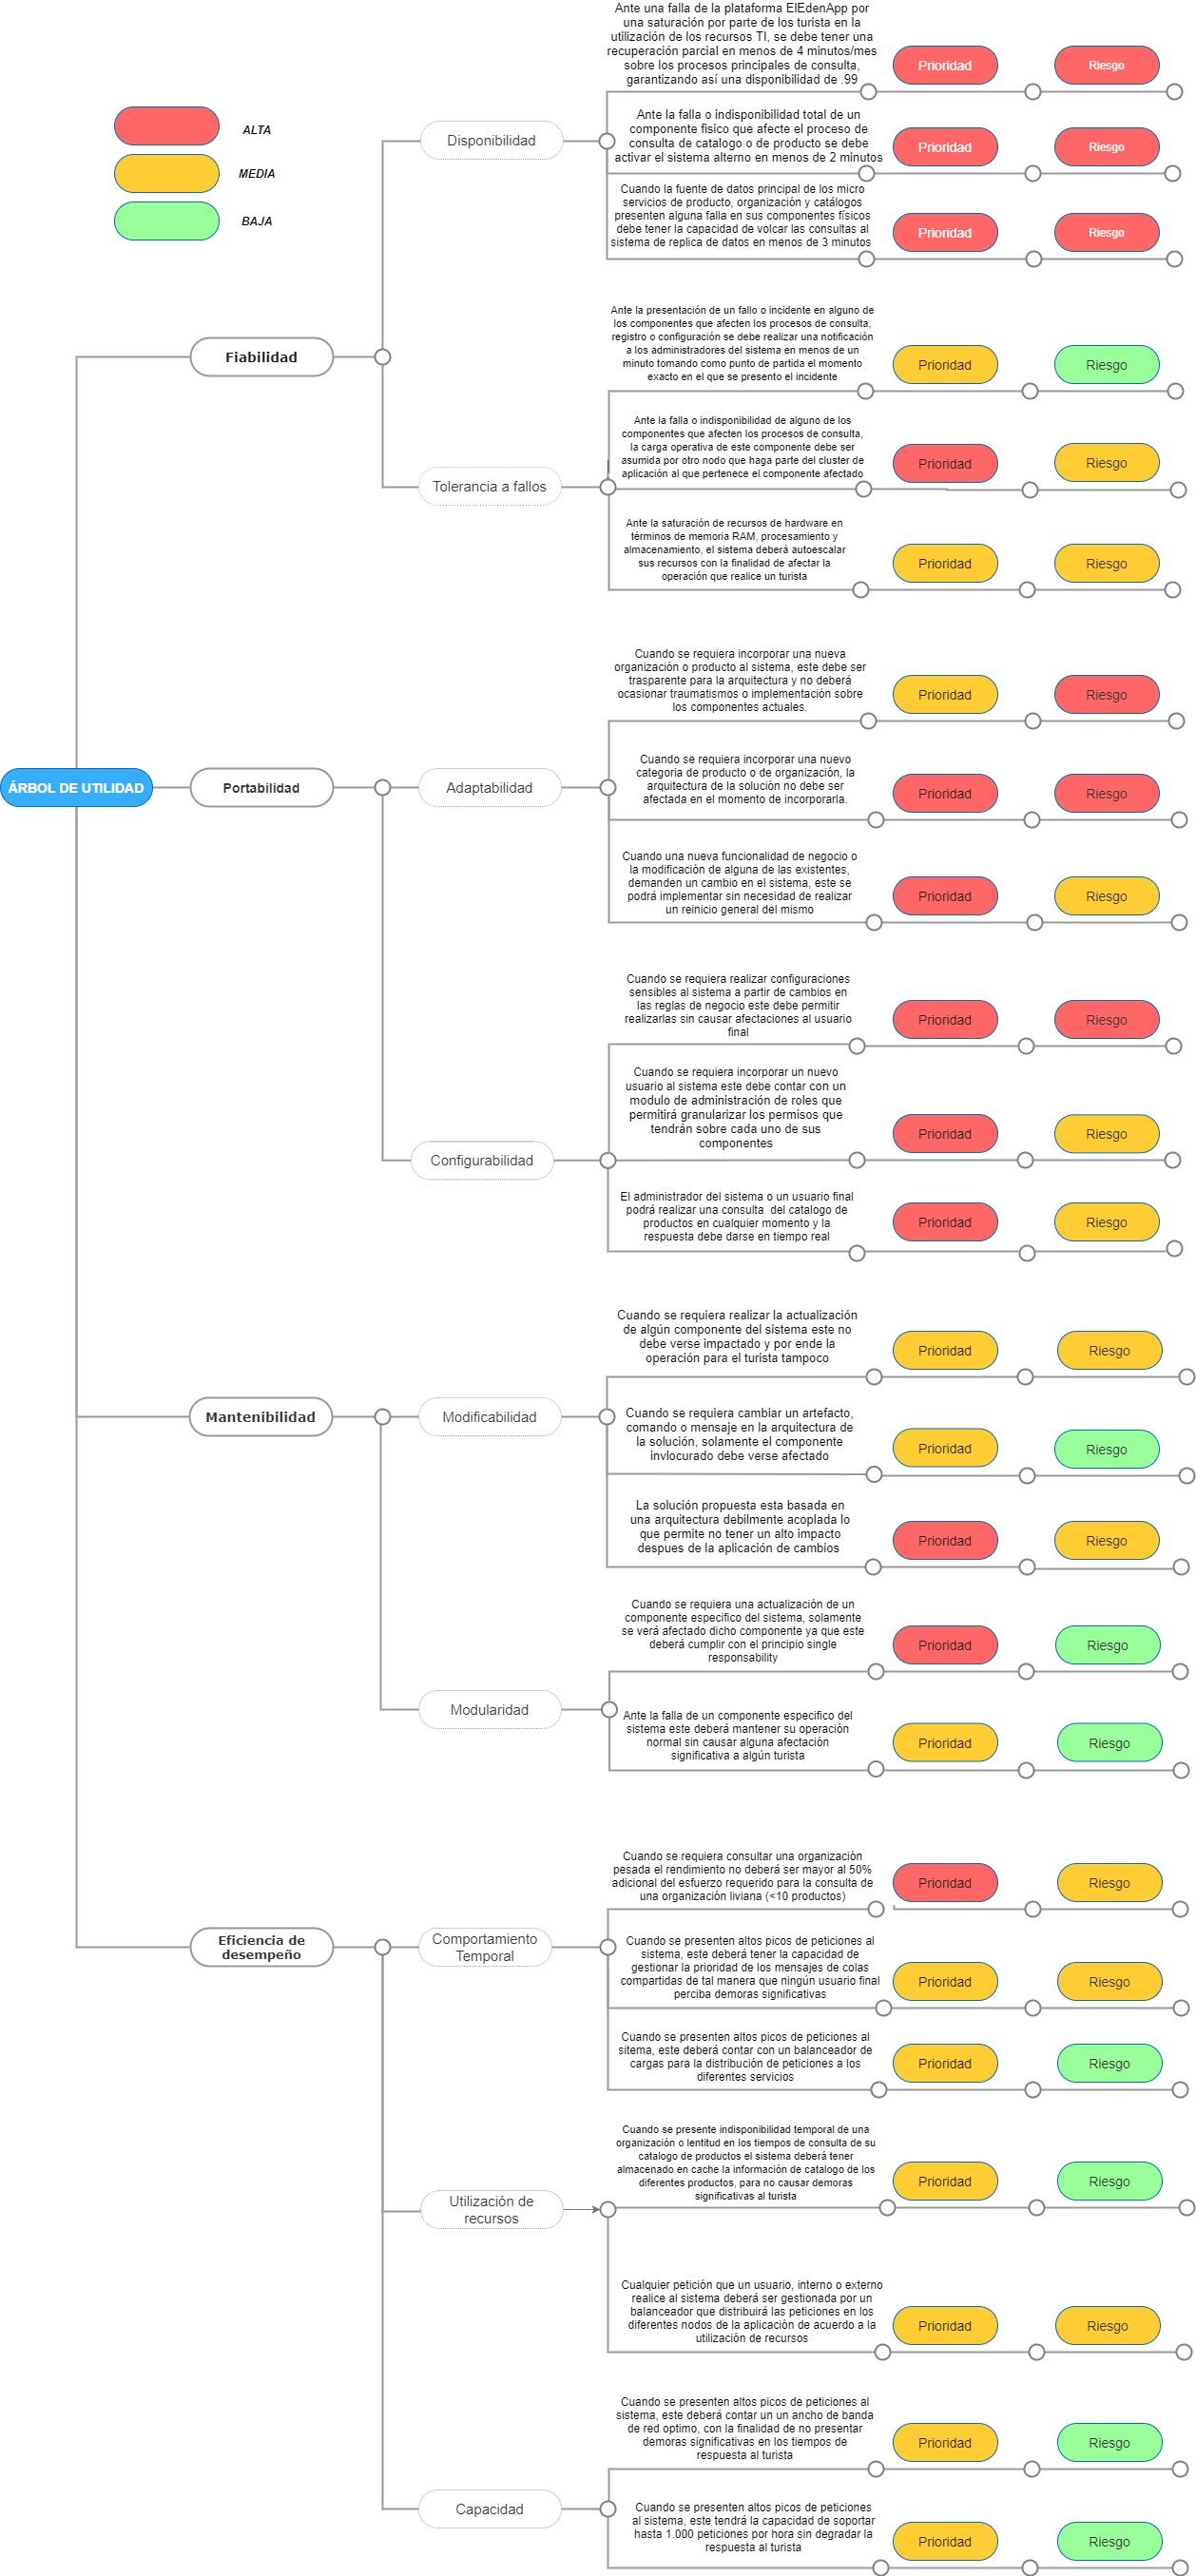 ALTA
MEDIA
BAJA
ÁRBOL DE UTILIDAD
Fiabilidad
Disponibilidad
Ante una falla de la plataforma ElEdenApp por
una saturación por parte de los turista en la
utilización de los recursos TI, se debe tener una
recuperación parcial en menos de 4 minutos/mes
sobre los procesos principales de consulta,
garantizando así una disponibilidad de .99
Prioridad
Riesgo
Ante la falla o indisponibilidad total de un
componente fisico que afecte el proceso de
consulta de catalogo o de producto se debe
activar el sistema alterno en menos de 2 minutos
Prioridad
Riesgo
Cuando la fuente de datos principal de los micro
servicios de producto, organización y catálogos
presenten alguna falla en sus componentes físicos
debe tener la capacidad de volcar las consultas al
sistema de replica de datos en menos de 3 minutos
Prioridad
Riesgo
Tolerancia a fallos
Ante la presentación de un fallo o incidente en alguno de
los componentes que afecten los procesos de consulta,
registro o configuración se debe realizar una notificación
a los administradores del sistema en menos de un
minuto tomando como punto de partida el momento
exacto en el que se presento el incidente
Prioridad
Riesgo
Ante la falla o indisponibilidad de alguno de los
componentes que afecten los procesos de consulta,
la carga operativa de este componente debe ser
asumida por otro nodo que haga parte del cluster de
aplicación al que pertenece el componente afectado
Prioridad
Riesgo
Ante la saturación de recursos de hardware en
términos de memoria RAM, procesamiento y
almacenamiento, el sistema deberá autoescalar
sus recursos con la finalidad de afectar la
operación que realice un turista
Prioridad
Riesgo
Portabilidad
Adaptabilidad
Cuando se requiera incorporar una nueva
organización o producto al sistema, este debe ser
trasparente para la arquitectura y no deberá
ocasionar traumatismos o implementación sobre
los componentes actuales.
Prioridad
Riesgo
Cuando se requiera incorporar una nuevo
categoria de producto o de organización, la
arquitectura de la solución no debe ser
afectada en el momento de incorporarla.
Prioridad
Riesgo
Cuando una nueva funcionalidad de negocio o
la modificación de alguna de las existentes,
demanden un cambio en el sistema, este se
podrá implementar sin necesidad de realizar
un reinicio general del mismo
Prioridad
Riesgo
Configurabilidad
Cuando se requiera realizar configuraciones
sensibles al sistema a partir de cambios en
las reglas de negocio este debe permitir
realizarlas sin causar afectaciones al usuario
final
Prioridad
Riesgo
Cuando se requiera incorporar un nuevo
usuario al sistema este debe contar con un
modulo de administración de roles que
permitirá granularizar los permisos que
tendrán sobre cada uno de sus
componentes
Prioridad
Riesgo
El administrador del sistema o un usuario final
podrá realizar una consulta del catalogo de
productos en cualquier momento y la
respuesta debe darse en tiempo real
Prioridad
Riesgo
Mantenibilidad
Modificabilidad
Cuando se requiera realizar la actualización
de algún componente del sistema este no
debe verse impactado y por ende la
operación para el turista tampoco
Prioridad
Riesgo
Cuando se requiera cambiar un artefacto,
comando o mensaje en la arquitectura de
la solución, solamente el componente
invlocurado debe verse afectado
Prioridad
Riesgo
La solución propuesta esta basada en
una arquitectura debilmente acoplada lo
que permite no tener un alto impacto
despues de la aplicación de cambios
Prioridad
Riesgo
Modularidad
Cuando se requiera una actualización de un
componente especifico del sistema, solamente
se verá afectado dicho componente ya que este
deberá cumplir con el principio single
responsability
Prioridad
Riesgo
Ante la falla de un componente especifico del
sistema este deberá mantener su operación
normal sin causar alguna afectación
significativa a algún turista
Prioridad
Riesgo
Eficiencia de
desempeño
Comportamiento
Temporal
Cuando se requiera consultar una organización
pesada el rendimiento no deberá ser mayor al 50%
adicional del esfuerzo requerido para la consulta de
una organización liviana (<10 productos)
Prioridad
Riesgo
Cuando se presenten altos picos de peticiones al
sistema, este deberá tener la capacidad de
gestionar la prioridad de los mensajes de colas
compartidas de tal manera que ningún usuario final
perciba demoras significativas
Prioridad
Riesgo
Cuando se presenten altos picos de peticiones al
sitema, este deberá contar con un balanceador de
cargas para la distribución de peticiones a los
diferentes servicios
Prioridad
Riesgo
Utilización de
recursos
Cuando se presente indisponibilidad temporal de una
organización o lentitud en los tiempos de consulta de su
catalogo de productos el sistema deberá tener
almacenado en cache la información de catalogo de los
diferentes productos, para no causar demoras
significativas al turista
Prioridad
Riesgo
Cualquier petición que un usuario, interno o externo
realice al sistema deberá ser gestionada por un
balanceador que distribuirá las peticiones en los
diferentes nodos de la aplicación de acuerdo a la
utilización de recursos
Prioridad
Riesgo
Capacidad
Cuando se presenten altos picos de peticiones al
sistema, este deberá contar un un ancho de banda
de red optimo, con la finalidad de no presentar
demoras significativas en los tiempos de
respuesta al turista
Prioridad
Riesgo
Cuando se presenten altos picos de peticiones
al sistema, este tendrá la capacidad de soportar
hasta 1.000 peticiones por hora sin degradar la
respuesta al turista
Prioridad
Riesgo